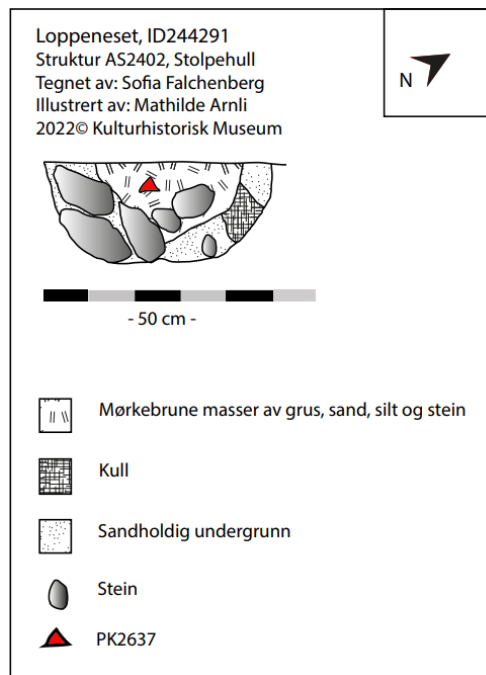 Loppeneset, ID244291
Struktur AS2402, Stolpehull
Tegnet av: Sofia Falchenberg
Illustrert av: Mathilde Arnli
2022© Kulturhistorisk Museum
N
- 50 cm -
Mørkebrune masser av grus, sand, silt og stein
Kull
Sandholdig undergrunn
Stein
PK2637